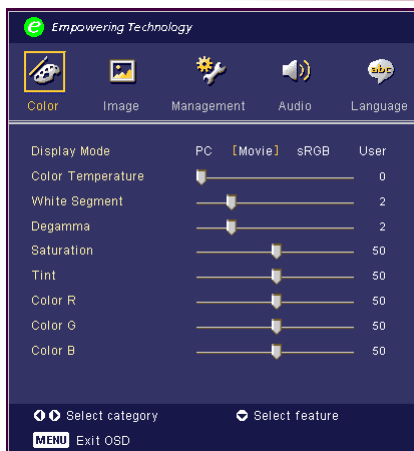 e Empowering Technology
Color Image Management Audio abc Language
Display Mode PC [Movie] sRGB User
Color Temperature 0
White Segment 2
Degamma 2
Saturation 50
Tint 50
Color R 50
Color G 50
Color B 50
Select category Select feature
MENU Exit OSD